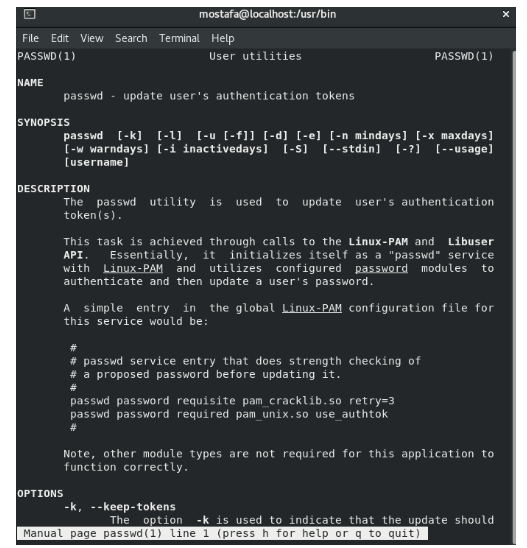 mostafa@localhost:/usr/bin ×
File Edit View Search Terminal Help
PASSWD(1) User utilities PASSWD(1)
NAME
passwd - update user's authentication tokens
SYNOPSIS
passwd [-k] [-l] [-u [-f]] [-d] [-e] [-n mindays] [-x maxdays]
[-w warndays] [-i inactivedays] [-S] [--stdin] [-?] [--usage]
[username]
DESCRIPTION
The passwd utility is used to update user's authentication
token(s).
This task is achieved through calls to the Linux-PAM and Libuser
API. Essentially, it initializes itself as a "passwd" service
with Linux-PAM and utilizes configured password modules to
authenticate and then update a user's password.
A simple entry in the global Linux-PAM configuration file for
this service would be:
#
# passwd service entry that does strength checking of
# a proposed password before updating it.
#
passwd password requisite pam_cracklib.so retry=3
passwd password required pam_unix.so use_authtok
#
Note, other module types are not required for this application to
function correctly.
OPTIONS
-k, --keep-tokens
The option -k is used to indicate that the update should
Manual page passwd(1) line 1 (press h for help or q to quit)